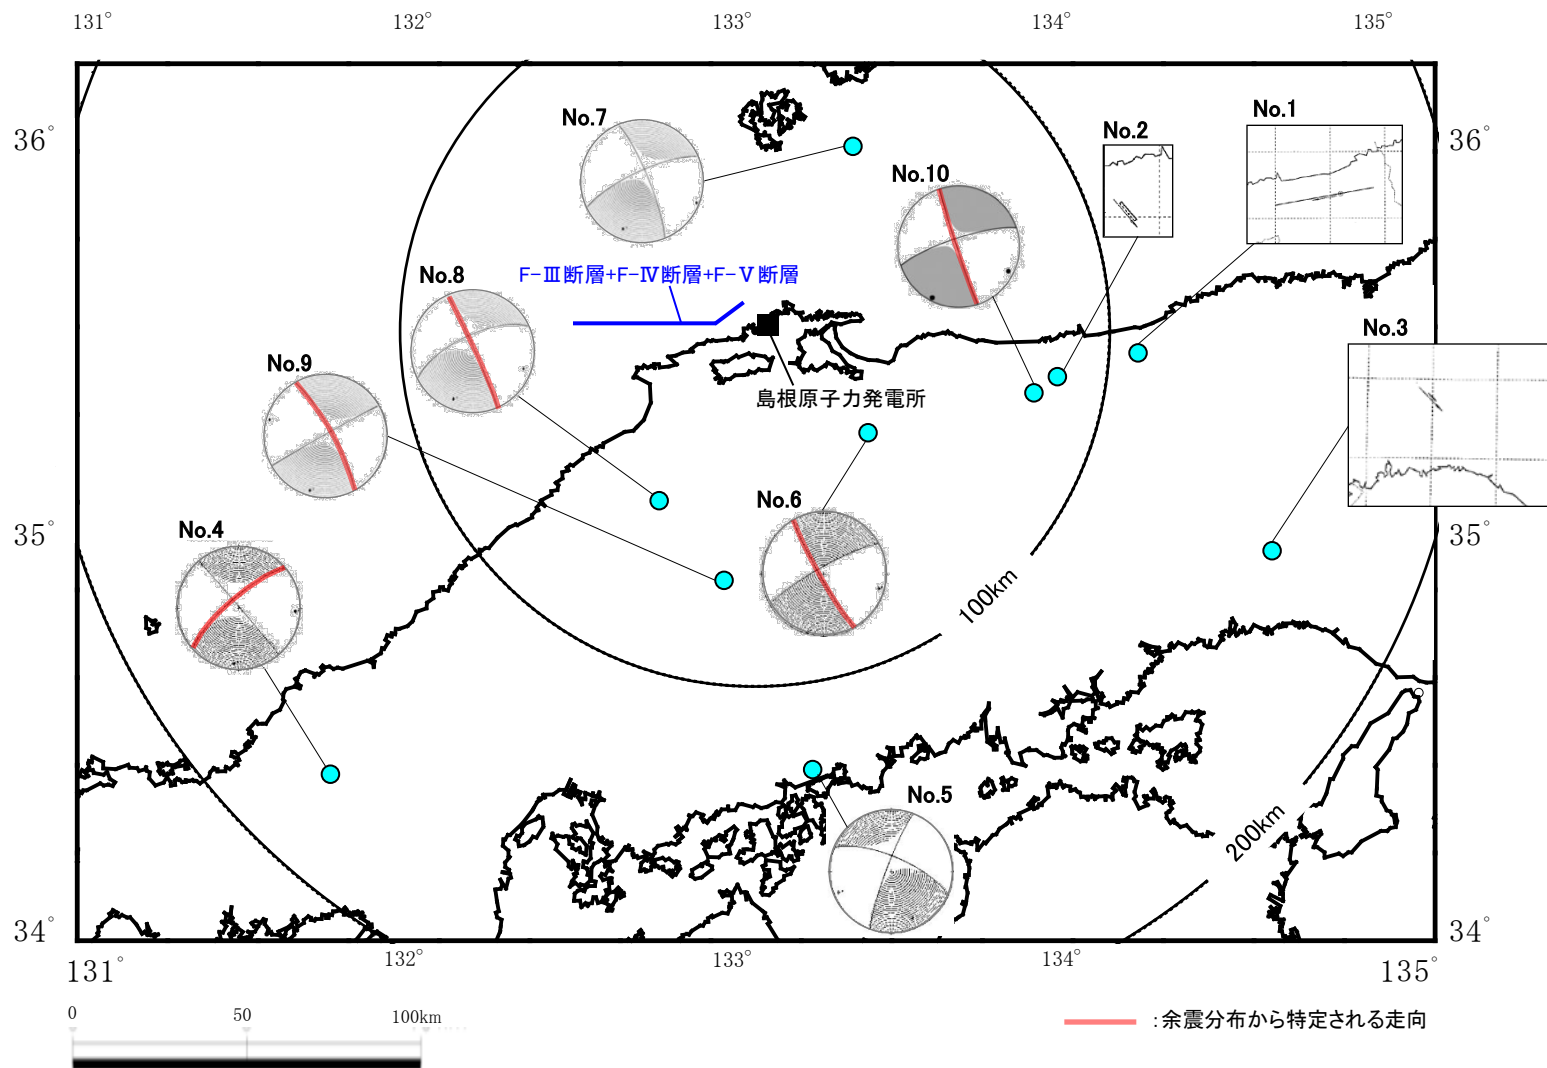 131° 132° 133° 134° 135°
No.1
No.7
No.2
36° 36°
No.10
No.8
F-Ⅲ断層+F-Ⅳ断層+F-Ⅴ断層
No.3
No.9
島根原子力発電所
No.6
No.4
35° 35°
100km
No.5
200km
34° 34°
132° 133° 134°
131° 135°
0 50 100km
:余震分布から特定される走向